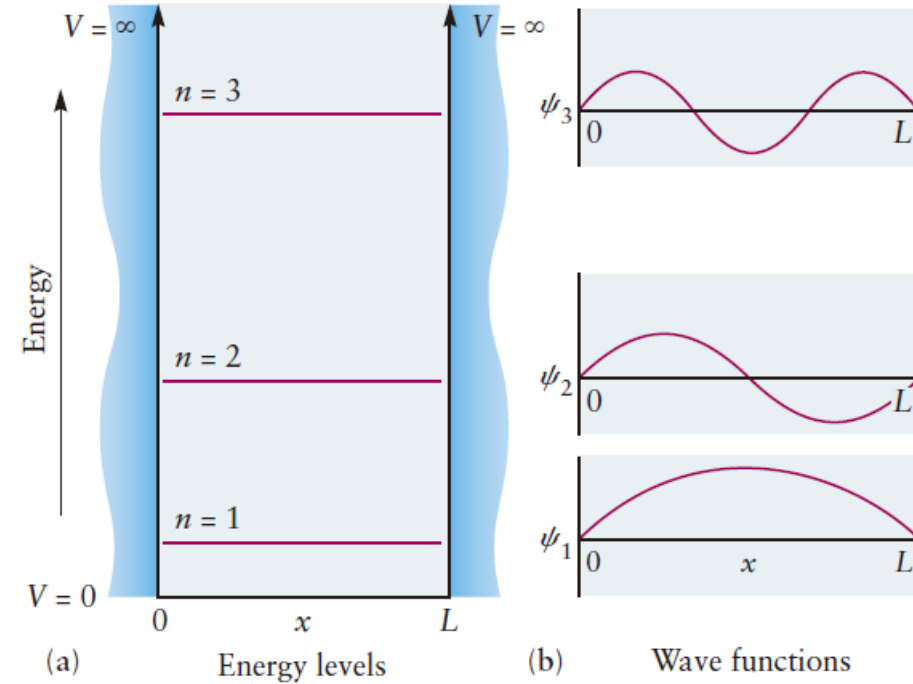 V = ∞
V = ∞
n = 3
n = 2
n = 1
Energy
V = 0
0
x
L
(a)
Energy levels
ψ₃
0
L
ψ₂
0
L
ψ₁
0
x
L
(b)
Wave functions